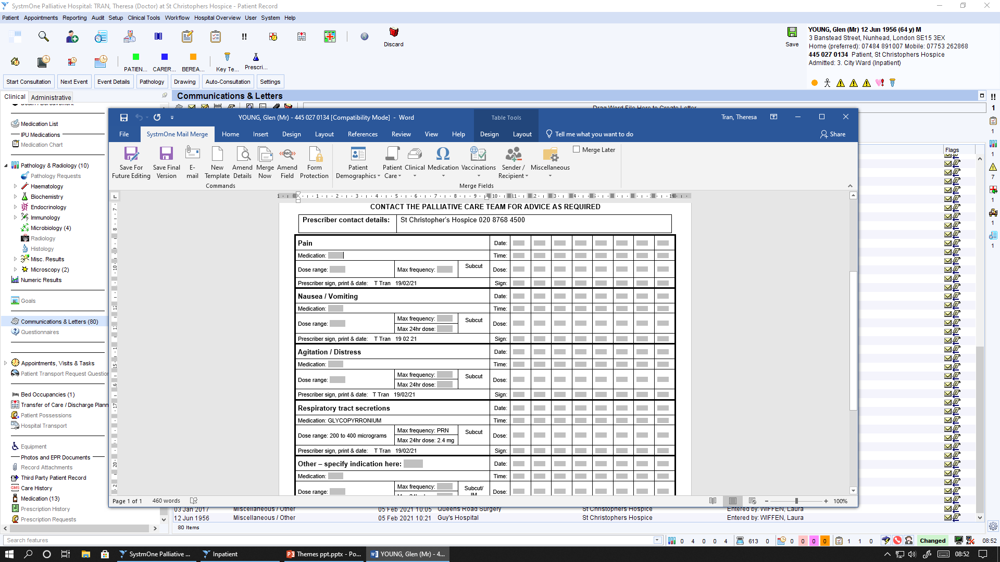 SystmOne Palliative Hospital: TRAN, Theresa (Doctor) at St Christophers Hospice - Patient Record
Patient Appointments Reporting Audit Setup Clinical Tools Workflow Hospital Overview User System Help
Discard
Save
PATIEN... CARER... BEREA... Key Te... Prescri...
YOUNG, Glen (Mr) 12 Jun 1956 (64 y) M
3 Banstead Street, Nunhead, London SE15 3EX
Home (preferred): 07484 891007 Mobile: 07753 262868
445 027 0134 Patient, St Christophers Hospice
Admitted: 3. City Ward (Inpatient)
Start Consultation Next Event Event Details Pathology Drawing Auto-Consultation Settings
Clinical Administrative
Communications & Letters
Drag Word File Here to Create Letter
Medication List
IPU Medications
Medication Chart
Pathology & Radiology (10)
Pathology Requests
Haematology
Biochemistry
Endocrinology
Immunology
Microbiology (4)
Radiology
Histology
Misc. Results
Microscopy (2)
Numeric Results
Goals
Communications & Letters (80)
Questionnaires
Appointments, Visits & Tasks
Patient Transport Request Question
Bed Occupancies (1)
Transfer of Care / Discharge Plann
Patient Possessions
Hospital Transport
Equipment
Photos and EPR Documents
Record Attachments
Third Party Patient Record
GMS Care History
Medication (13)
Prescription History
Prescription Requests
YOUNG, Glen (Mr) - 445 027 0134 [Compatibility Mode] - Word
Table Tools
Tran, Theresa
File SystmOne Mail Merge Home Insert Design Layout References Review View Help Design Layout Tell me what you want to do Share
Save For Future Editing
Save Final Version
E-mail
New Template
Amend Details
Merge Now
Amend Field
Form Protection
Patient Demographics
Patient Care
Clinical
Medication
Vaccinations
Sender / Recipient
Miscellaneous
Merge Later
Commands
Merge Fields
Flags
CONTACT THE PALLIATIVE CARE TEAM FOR ADVICE AS REQUIRED
Prescriber contact details: St Christopher's Hospice 020 8768 4500
Pain Date:
Medication: Time:
Dose range: Max frequency: Subcut Dose:
Prescriber sign, print & date: T Tran 19/02/21 Sign:
Nausea / Vomiting Date:
Medication: Time:
Dose range: Max frequency: Subcut Dose:
Max 24hr dose:
Prescriber sign, print & date: T Tran 19 02 21 Sign:
Agitation / Distress Date:
Medication: Time:
Dose range: Max frequency: Subcut Dose:
Max 24hr dose:
Prescriber sign, print & date: T Tran 19/02/21 Sign:
Respiratory tract secretions Date:
Medication: GLYCOPYRRONIUM Time:
Dose range: 200 to 400 micrograms Max frequency: PRN Subcut Dose:
Max 24hr dose: 2.4 mg
Prescriber sign, print & date: T Tran 19/02/21 Sign:
Other – specify indication here: Date:
Medication: Time:
Dose range: Max frequency: Subcut/ Dose:
Page 1 of 1 460 words 100%
03 Jan 2017 Miscellaneous / Other 05 Feb 2021 10:05 Queens Road Surgery St Christophers Hospice Entered by: WIFFEN, Laura
12 Jun 1956 Miscellaneous / Other 05 Feb 2021 10:21 Guy's Hospital St Christophers Hospice Entered by: WIFFEN, Laura
80 Items
Search features
0 4 0 0 4 613 0 0 0 0 0 1 1 0 Changed 08:52
SystmOne Palliative ... Inpatient Themes ppt.pptx - Po... YOUNG, Glen (Mr) - 4... 08:52